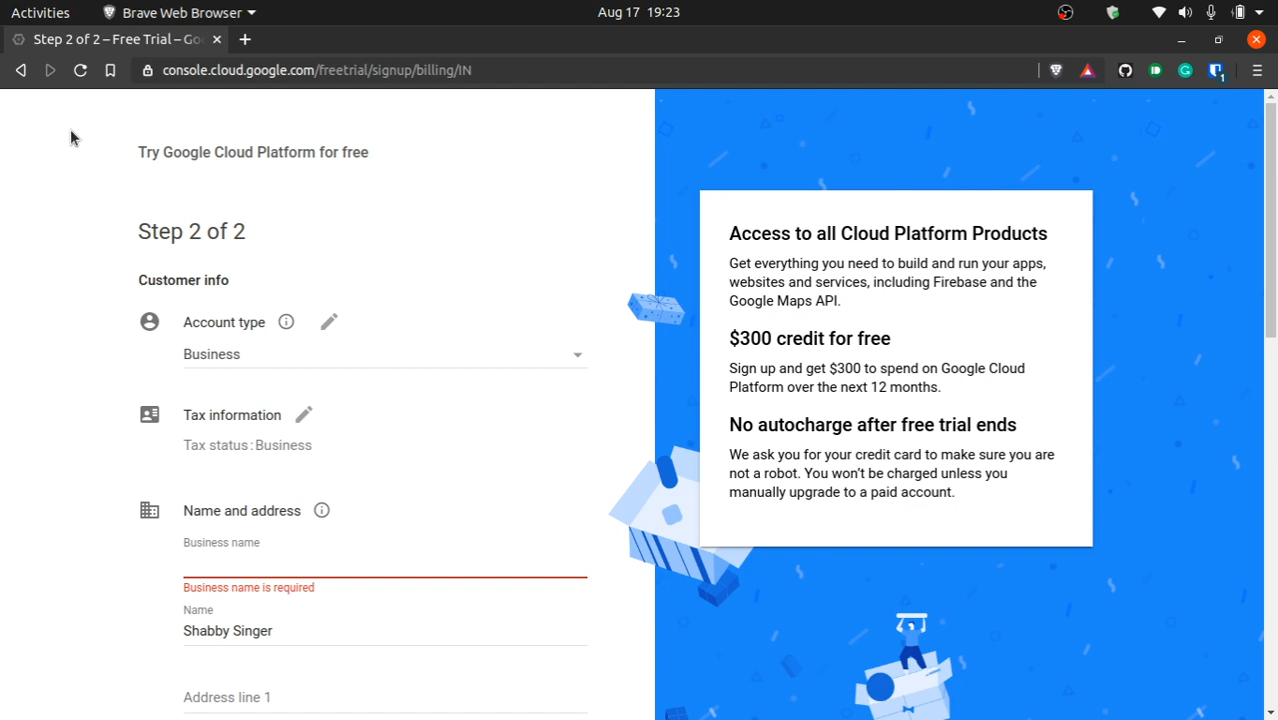 Activities
Brave Web Browser
Aug 17 19:23
Step 2 of 2 – Free Trial – Go
console.cloud.google.com/freetrial/signup/billing/IN
1
Try Google Cloud Platform for free
Step 2 of 2
Customer info
Account type
Business
Tax information
Tax status : Business
Name and address
Business name
Business name is required
Name
Shabby Singer
Address line 1
Access to all Cloud Platform Products
Get everything you need to build and run your apps,
websites and services, including Firebase and the
Google Maps API.
$300 credit for free
Sign up and get $300 to spend on Google Cloud
Platform over the next 12 months.
No autocharge after free trial ends
We ask you for your credit card to make sure you are
not a robot. You won't be charged unless you
manually upgrade to a paid account.